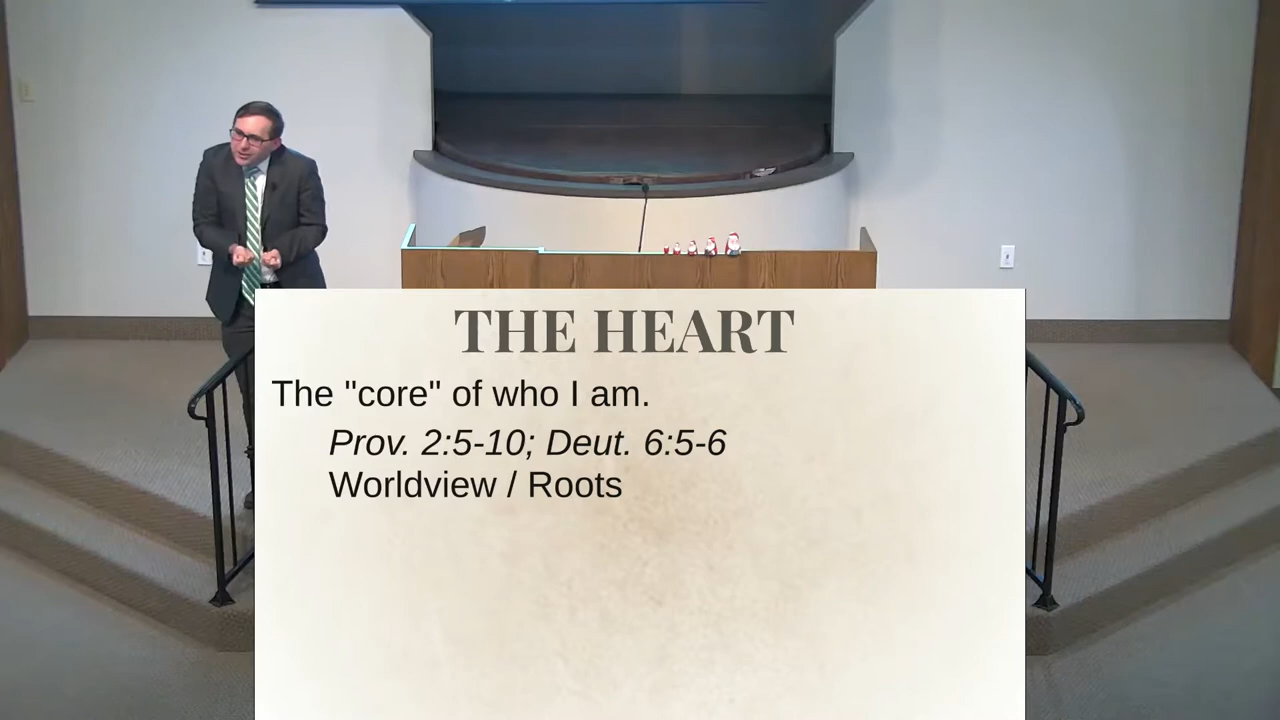 THE HEART
The "core" of who I am.
Prov. 2:5-10; Deut. 6:5-6
Worldview / Roots